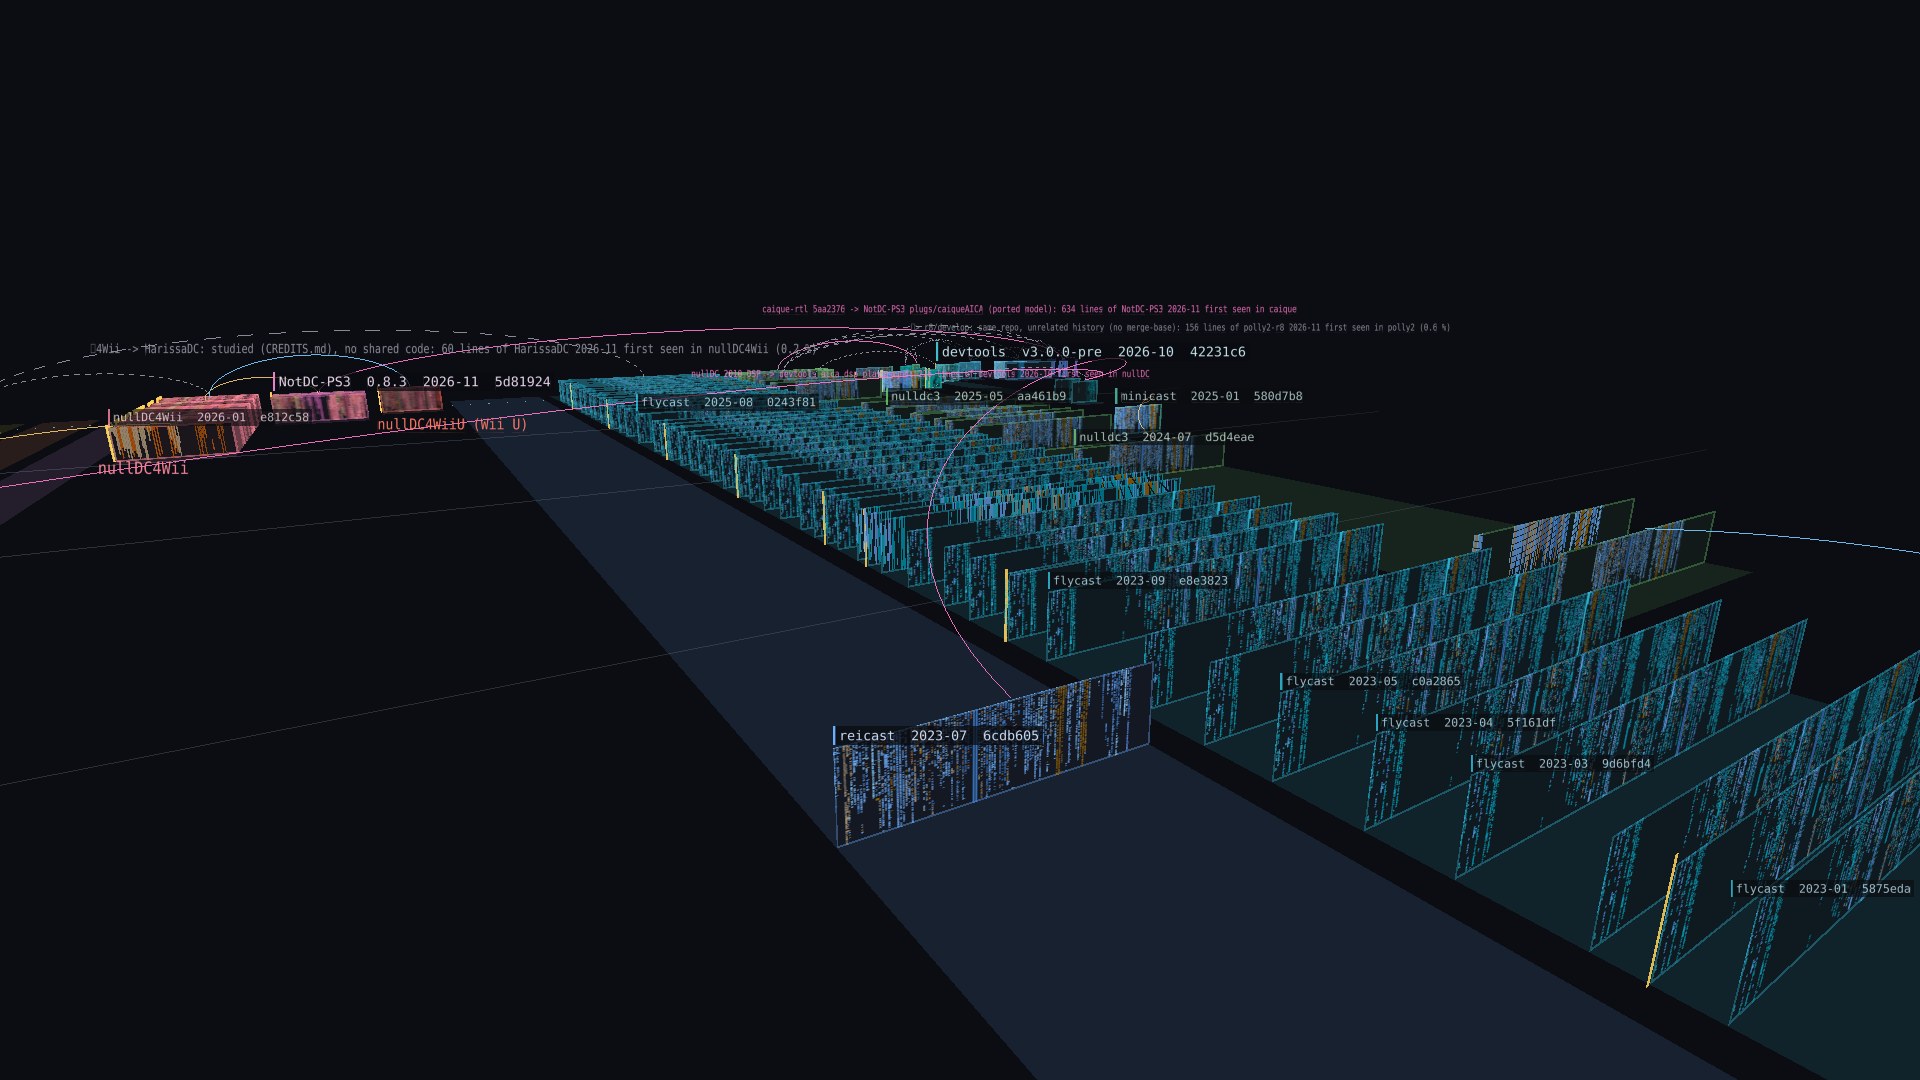 caique-rtl 5aa2376 -> NotDC-PS3 plugs/caiqueAICA (ported model): 634 lines of NotDC-PS3 2026-11 first seen in caique
same repo, unrelated history (no merge-base): 156 lines of polly2-r8 2026-11 first seen in polly2 (0.6 %)
4Wii--> HarissaDC: studied (CREDITS.md), no shared code: 60 lines of HarissaDC 2026-11 first seen in nullDC4Wii (0.2
devtools v3.0.0-pre 2026-10 42231c6
first seen in nullDC
NotDC-PS3 0.8.3 2026-11 5d81924
nullDC4Wii 2026-01 e812c58
nullDC4WiiU (Wii U)
nullDC4Wii
flycast 2025-08 0243f81
nulldc3 2025-05 aa461b9
minicast 2025-01 580d7b8
nulldc3 2024-07 d5d4eae
flycast 2023-09 e8e3823
flycast 2023-05 c0a2865
flycast 2023-04 5f161df
reicast 2023-07 6cdb605
flycast 2023-03 9d6bfd4
flycast 2023-01 5875eda